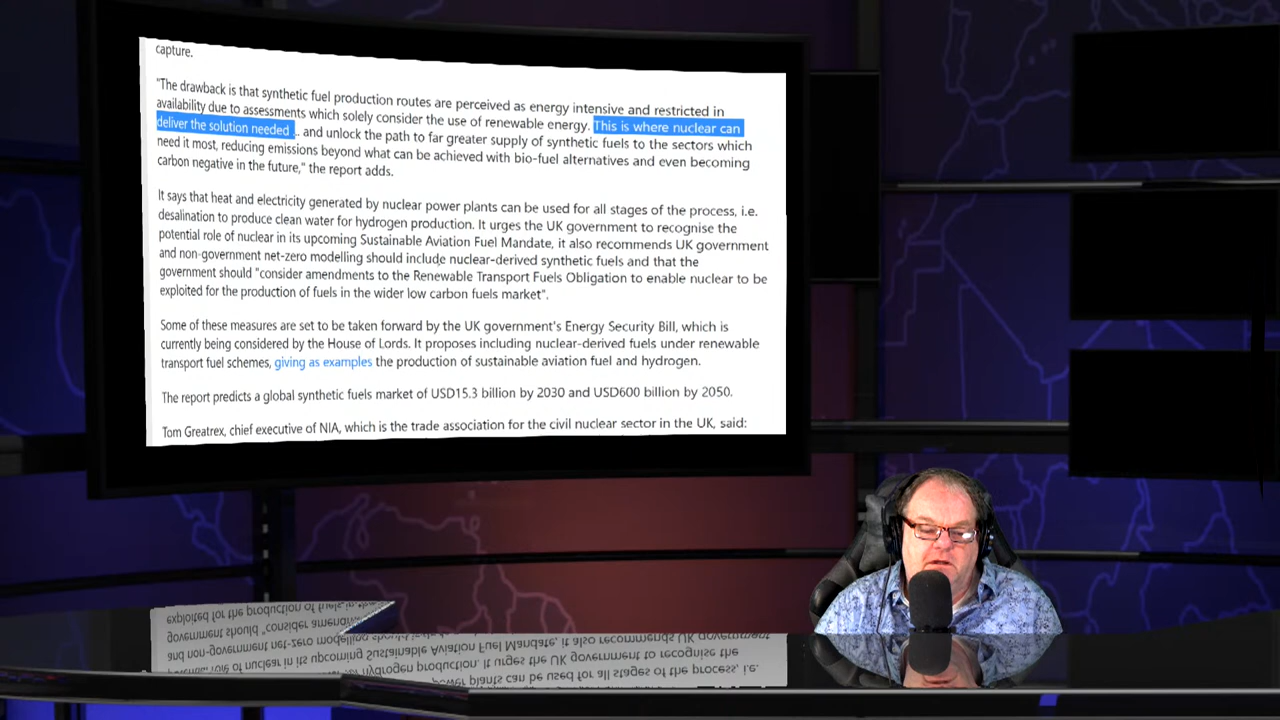 capture.
"The drawback is that synthetic fuel production routes are perceived as energy intensive and restricted in
availability due to assessments which solely consider the use of renewable energy. This is where nuclear can
deliver the solution needed ... and unlock the path to far greater supply of synthetic fuels to the sectors which
need it most, reducing emissions beyond what can be achieved with bio-fuel alternatives and even becoming
carbon negative in the future," the report adds.
It says that heat and electricity generated by nuclear power plants can be used for all stages of the process, i.e.
desalination to produce clean water for hydrogen production. It urges the UK government to recognise the
potential role of nuclear in its upcoming Sustainable Aviation Fuel Mandate, it also recommends UK government
and non-government net-zero modelling should include nuclear-derived synthetic fuels and that the
government should "consider amendments to the Renewable Transport Fuels Obligation to enable nuclear to be
exploited for the production of fuels in the wider low carbon fuels market".
Some of these measures are set to be taken forward by the UK government's Energy Security Bill, which is
currently being considered by the House of Lords. It proposes including nuclear-derived fuels under renewable
transport fuel schemes, giving as examples the production of sustainable aviation fuel and hydrogen.
The report predicts a global synthetic fuels market of USD15.3 billion by 2030 and USD600 billion by 2050.
Tom Greatrex, chief executive of NIA, which is the trade association for the civil nuclear sector in the UK, said: